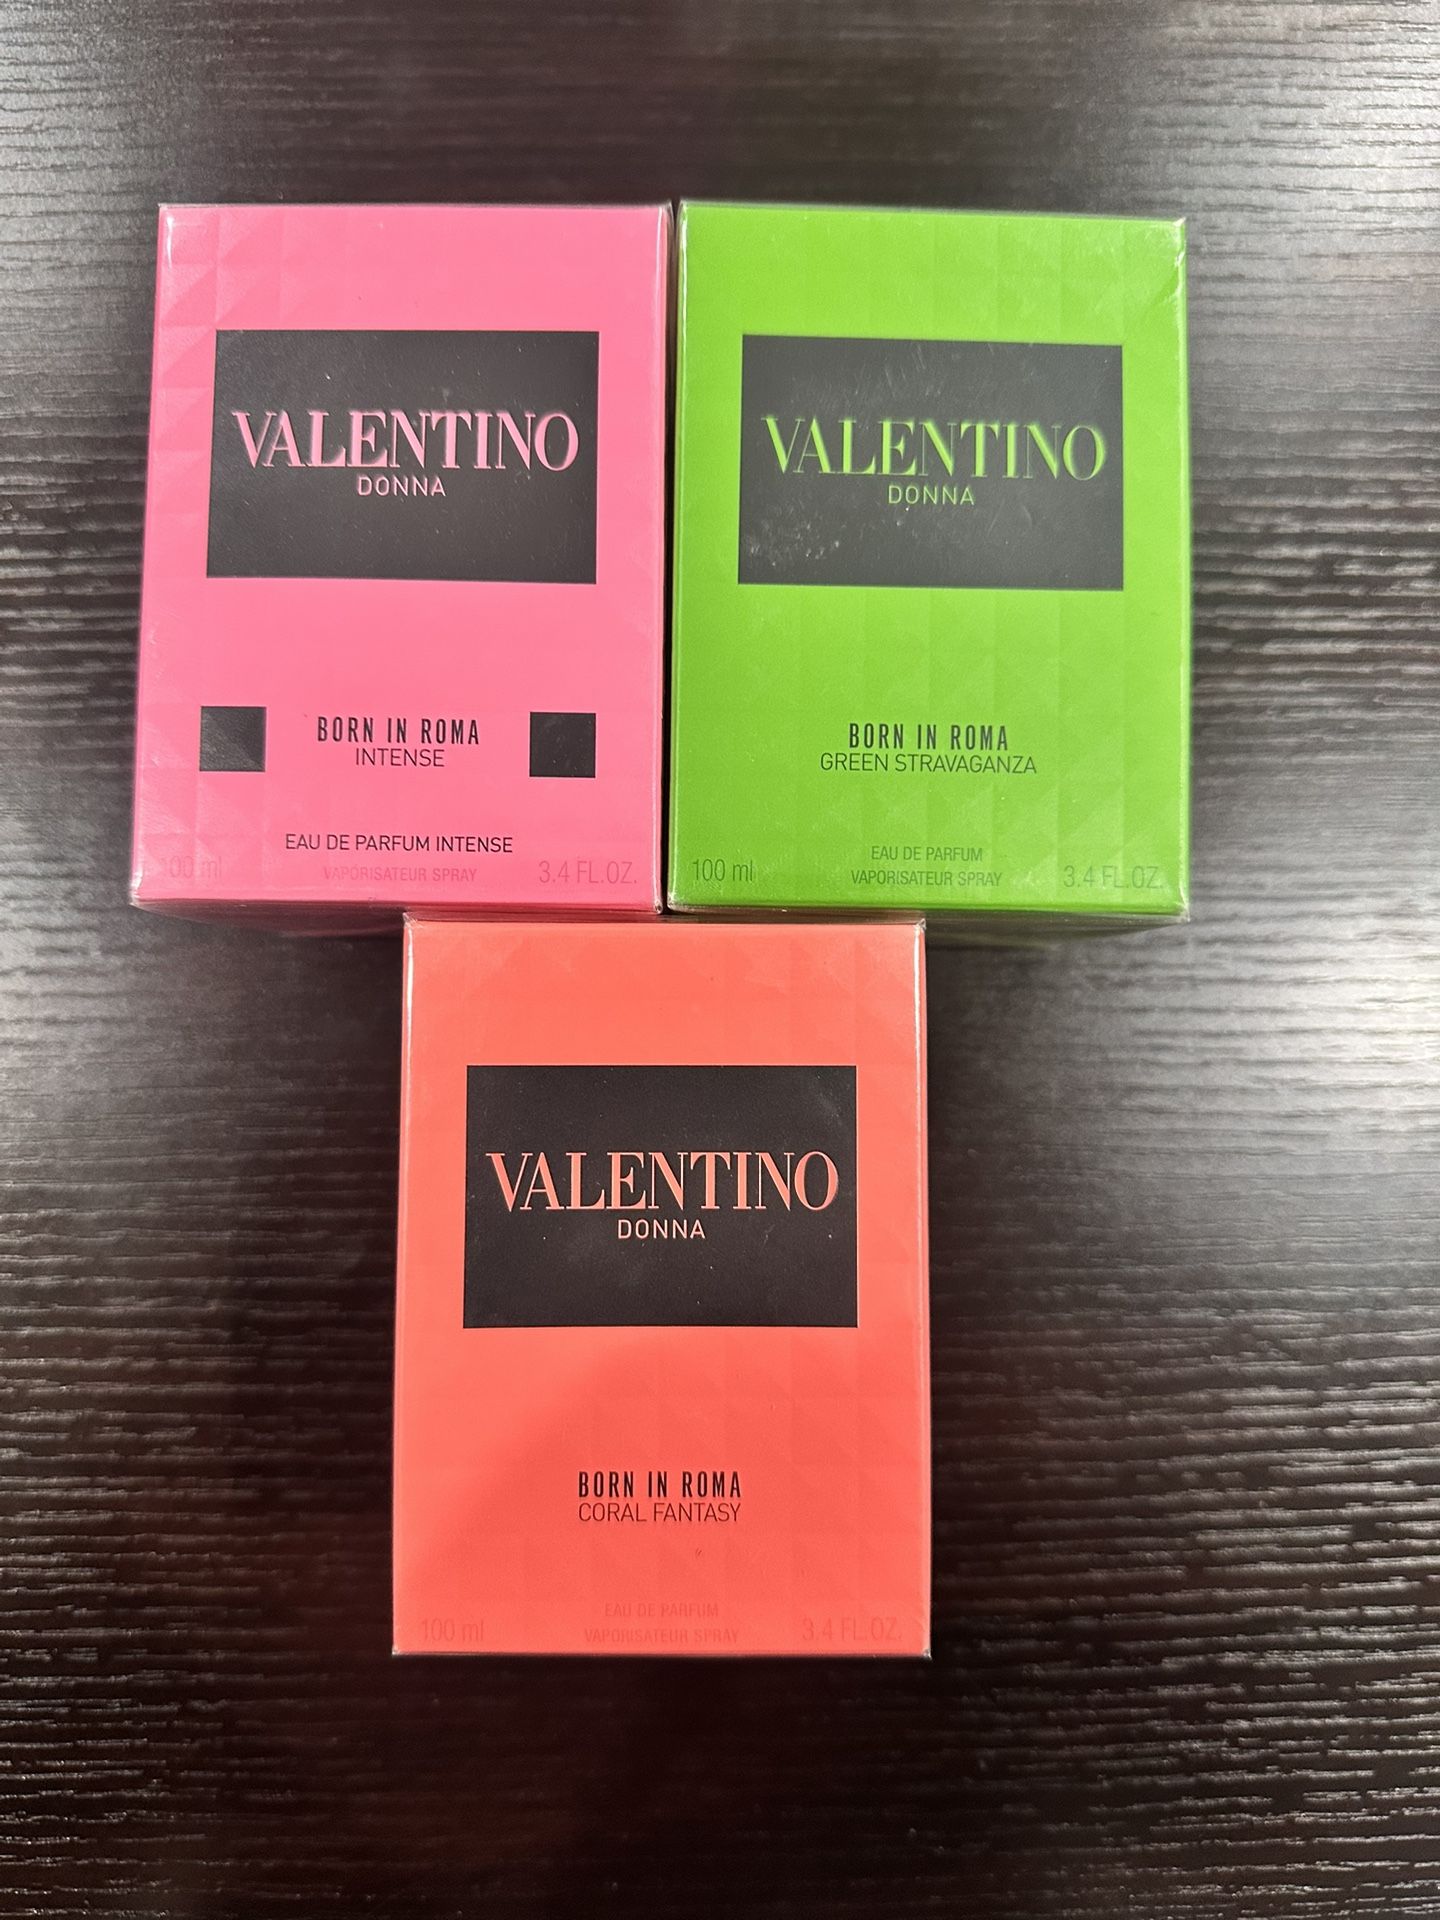 VALENTINO
DONNA
BORN IN ROMA
INTENSE
EAU DE PARFUM INTENSE
100 ml VAPORISATEUR SPRAY 3.4 FL.OZ.
VALENTINO
DONNA
BORN IN ROMA
GREEN STRAVAGANZA
EAU DE PARFUM
100 ml VAPORISATEUR SPRAY 3.4 FL.OZ.
VALENTINO
DONNA
BORN IN ROMA
CORAL FANTASY
EAU DE PARFUM
100 ml VAPORISATEUR SPRAY 3.4 FL.OZ.